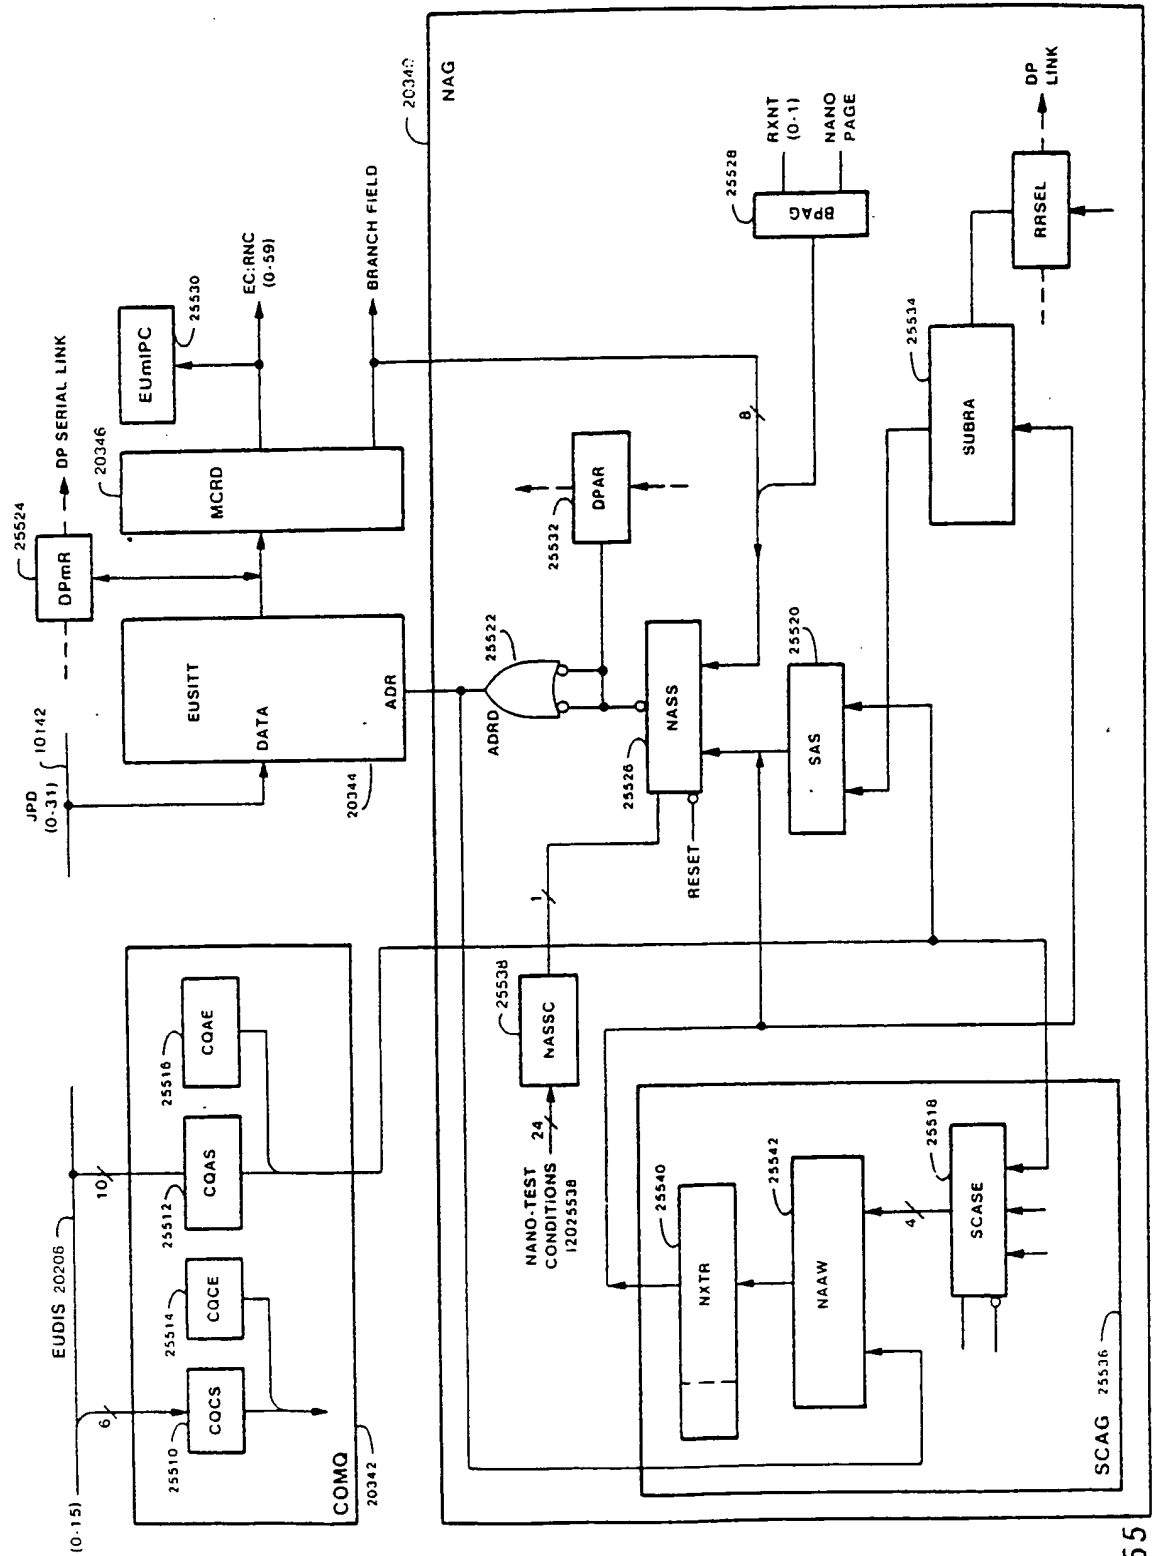 (0-15)
EUDIS 20206
6
10
25510
CQCS
25514
CQCE
25512
CQAS
25516
CQAE
COMQ
20342
JPD
(0-31)
10142
DATA
EUSITT
ADR
20344
25524
DPmR
DP SERIAL LINK
20346
MCRD
EUmIPC
25530
EC:RNC
(0-59)
BRANCH FIELD
NAG
NANO-TEST
CONDITIONS
12025538
24
NASSC
25538
1
RESET
25526
NASS
ADRD
25522
25532
DPAR
8
25528
BPAG
RXNT
(0-1)
NANO
PAGE
SAS
25520
SUBRA
25534
RRSEL
DP
LINK
NXTR
25540
NAAW
25542
4
SCASE
25518
SCAG
25536